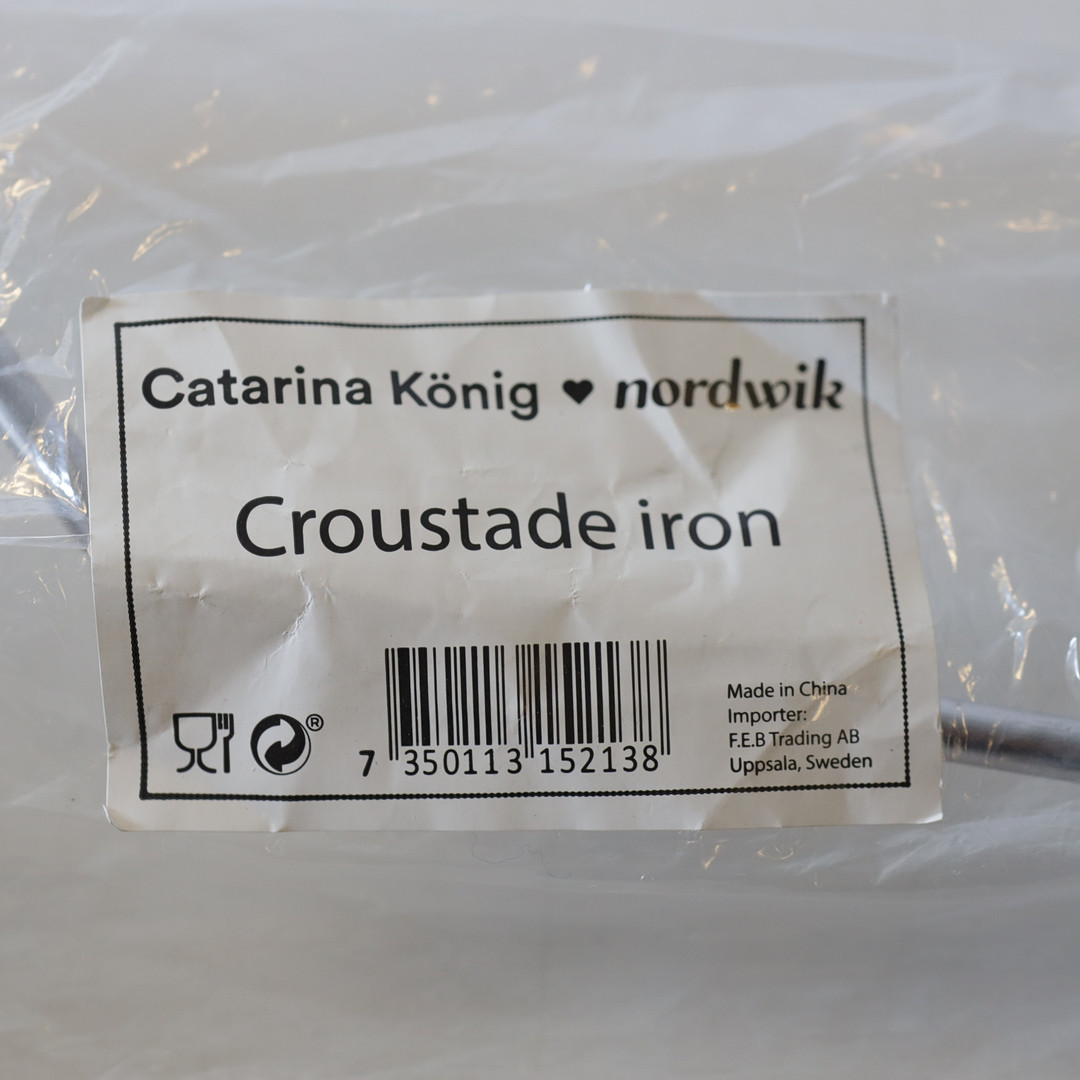 Catarina König ♥ nordwik
Croustade iron
®
7 350113 152138
Made in China
Importer:
F.E.B Trading AB
Uppsala, Sweden